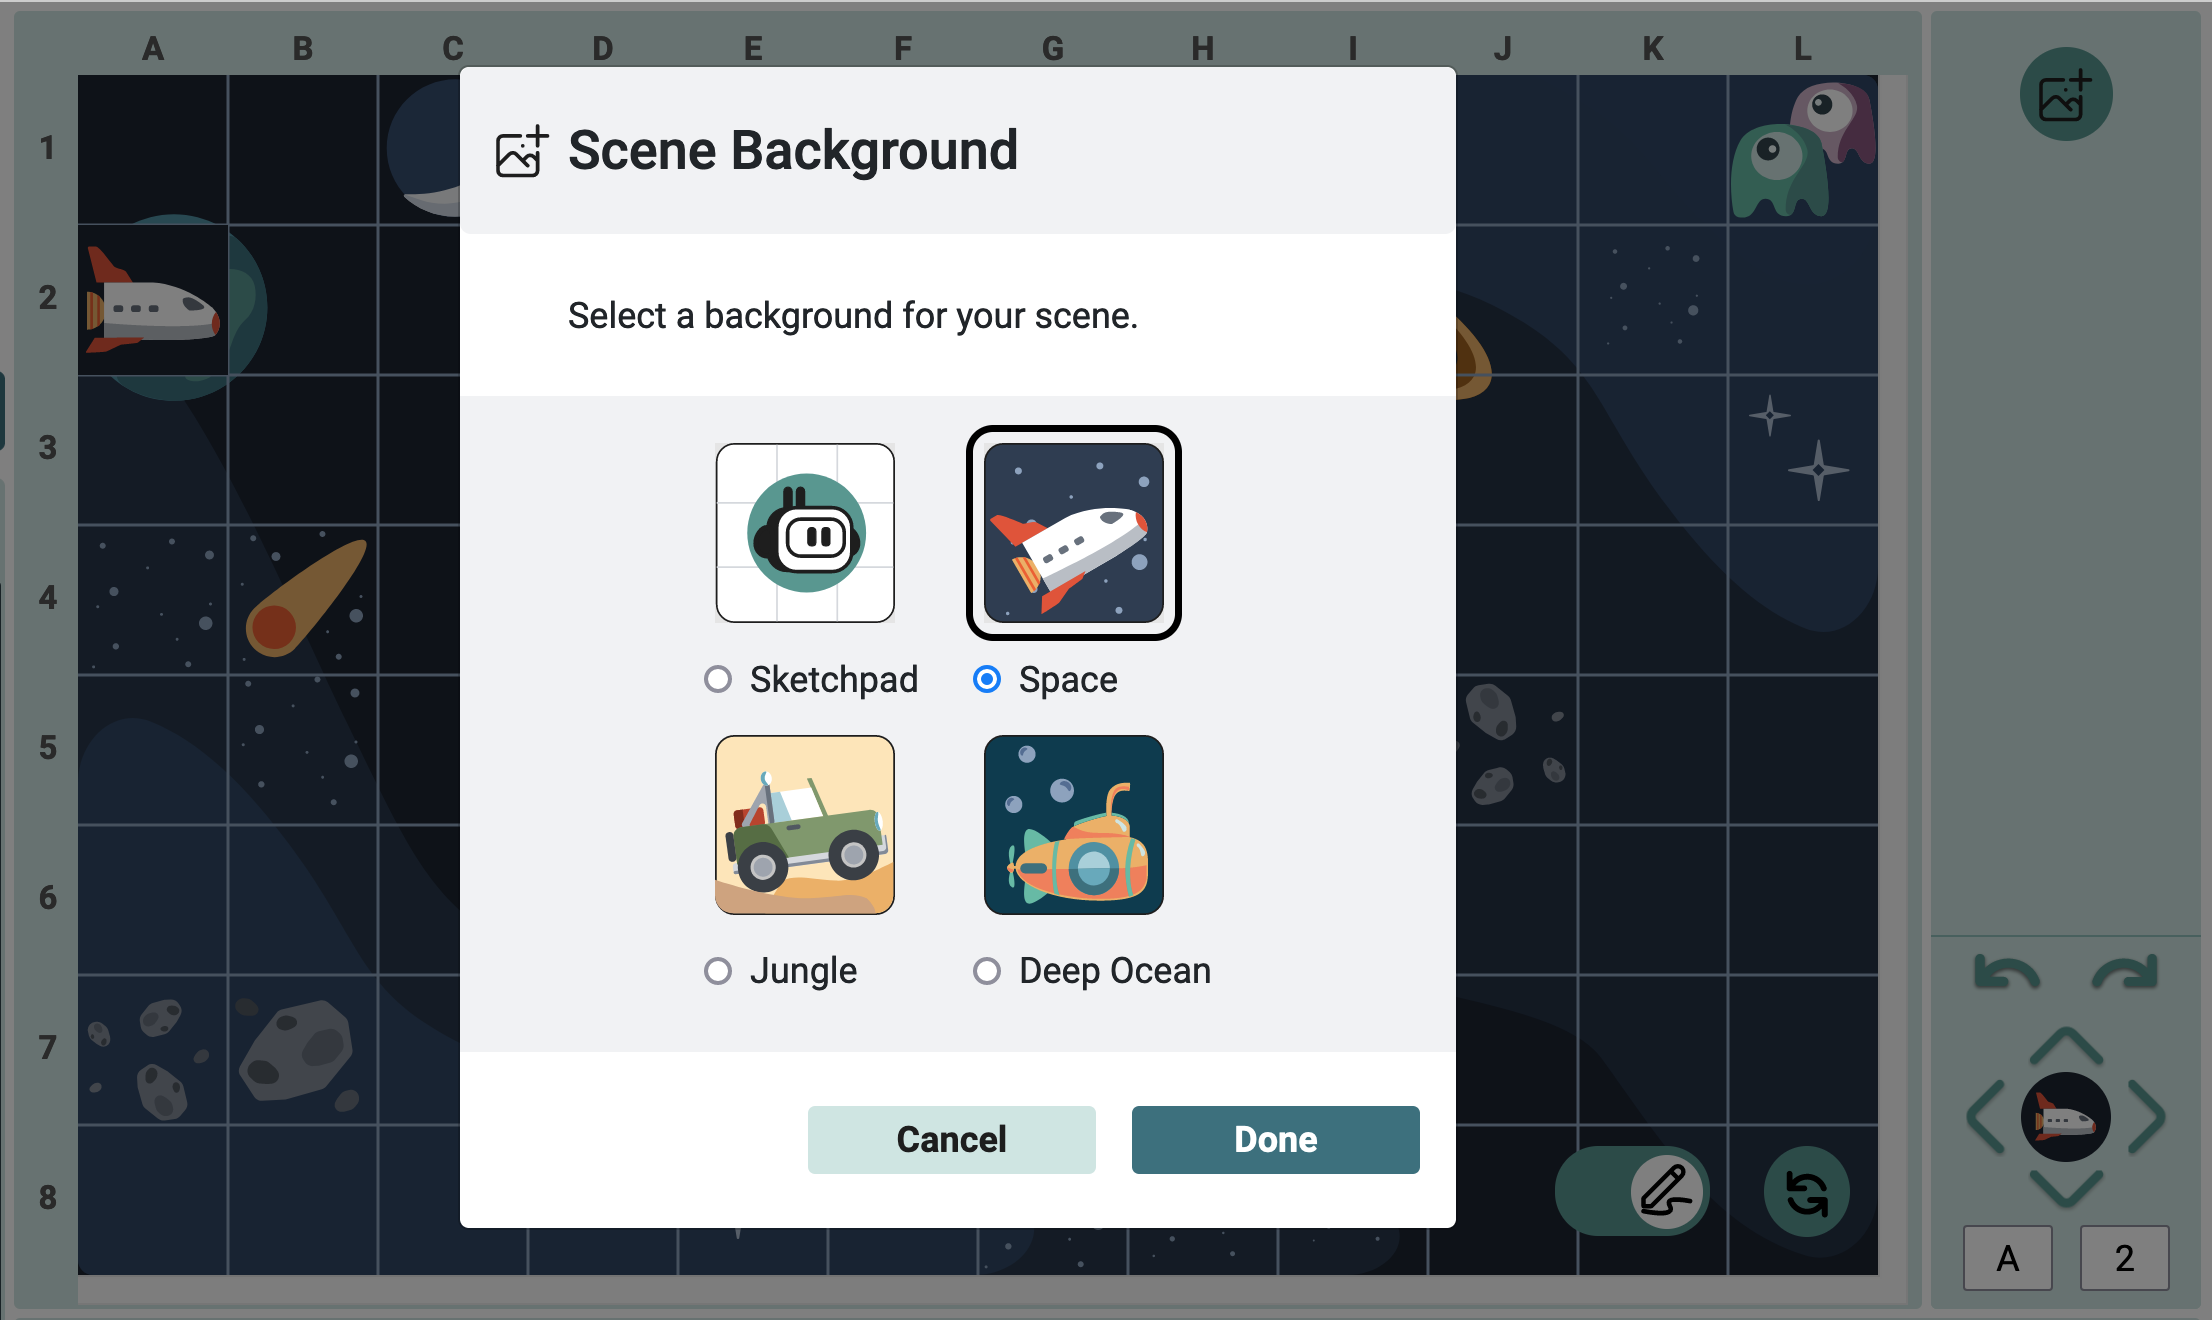 A B C D E F G H I J K L
1
2
3
4
5
6
7
8
Scene Background
Select a background for your scene.
Sketchpad
Space
Jungle
Deep Ocean
Cancel
Done
A
2